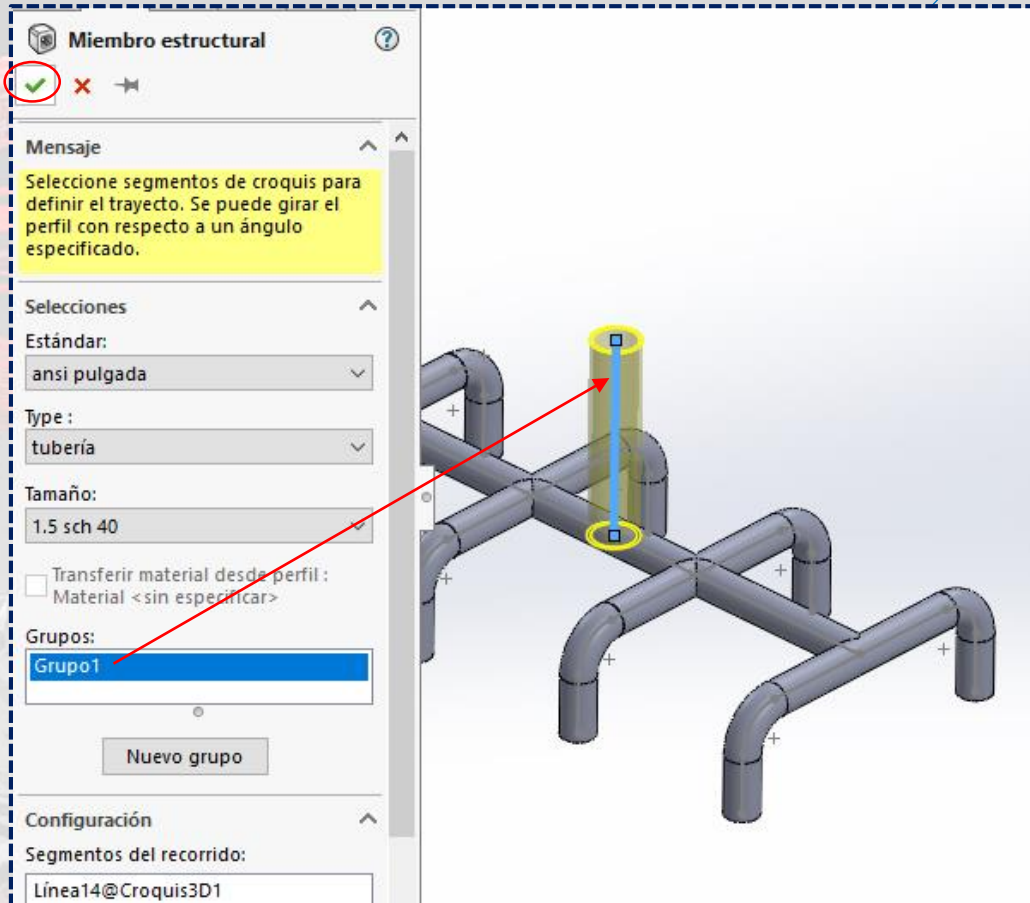 Miembro estructural
Mensaje
Seleccione segmentos de croquis para
definir el trayecto. Se puede girar el
perfil con respecto a un ángulo
especificado.
Selecciones
Estándar:
ansi pulgada
Type :
tubería
Tamaño:
1.5 sch 40
Transferir material desde perfil :
Material <sin especificar>
Grupos:
Grupo1
Nuevo grupo
Configuración
Segmentos del recorrido:
Línea14@Croquis3D1